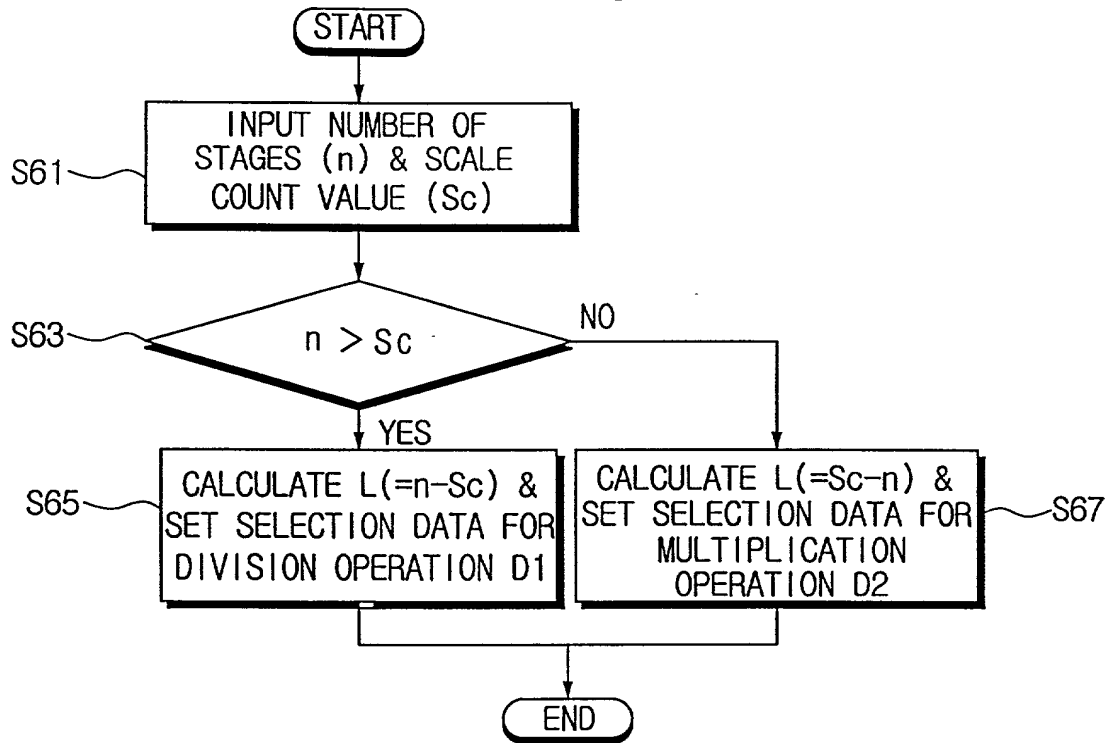 START
S61
INPUT NUMBER OF
STAGES (n) & SCALE
COUNT VALUE (Sc)
S63
n > Sc
NO
YES
S65
CALCULATE L(=n-Sc) &
SET SELECTION DATA FOR
DIVISION OPERATION D1
CALCULATE L(=Sc-n) &
SET SELECTION DATA FOR
MULTIPLICATION
OPERATION D2
S67
END